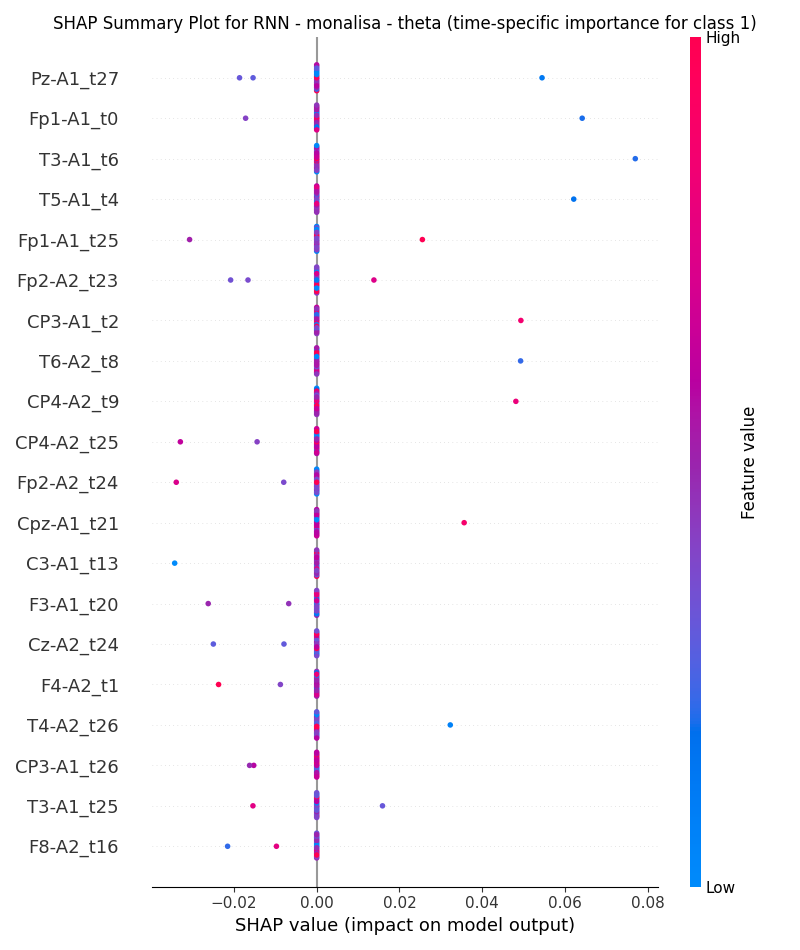 SHAP Summary Plot for RNN - monalisa - theta (time-specific importance for class 1)
High
Pz-A1_t27
Fp1-A1_t0
T3-A1_t6
T5-A1_t4
Fp1-A1_t25
Fp2-A2_t23
CP3-A1_t2
T6-A2_t8
CP4-A2_t9
CP4-A2_t25
Fp2-A2_t24
Cpz-A1_t21
C3-A1_t13
F3-A1_t20
Cz-A2_t24
F4-A2_t1
T4-A2_t26
CP3-A1_t26
T3-A1_t25
F8-A2_t16
Feature value
Low
−0.02 0.00 0.02 0.04 0.06 0.08
SHAP value (impact on model output)